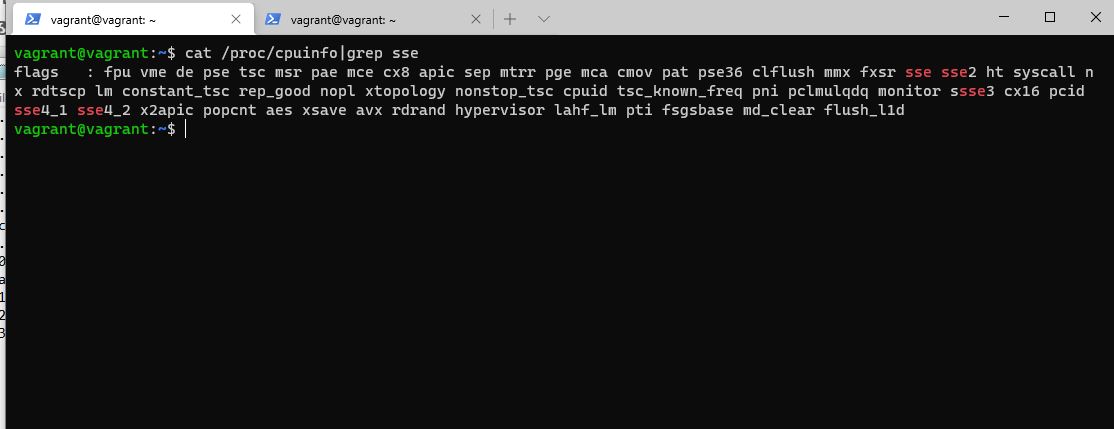 vagrant@vagrant: ~
vagrant@vagrant: ~
vagrant@vagrant:~$ cat /proc/cpuinfo|grep sse
flags   : fpu vme de pse tsc msr pae mce cx8 apic sep mtrr pge mca cmov pat pse36 clflush mmx fxsr sse sse2 ht syscall n
x rdtscp lm constant_tsc rep_good nopl xtopology nonstop_tsc cpuid tsc_known_freq pni pclmulqdq monitor ssse3 cx16 pcid
sse4_1 sse4_2 x2apic popcnt aes xsave avx rdrand hypervisor lahf_lm pti fsgsbase md_clear flush_l1d
vagrant@vagrant:~$